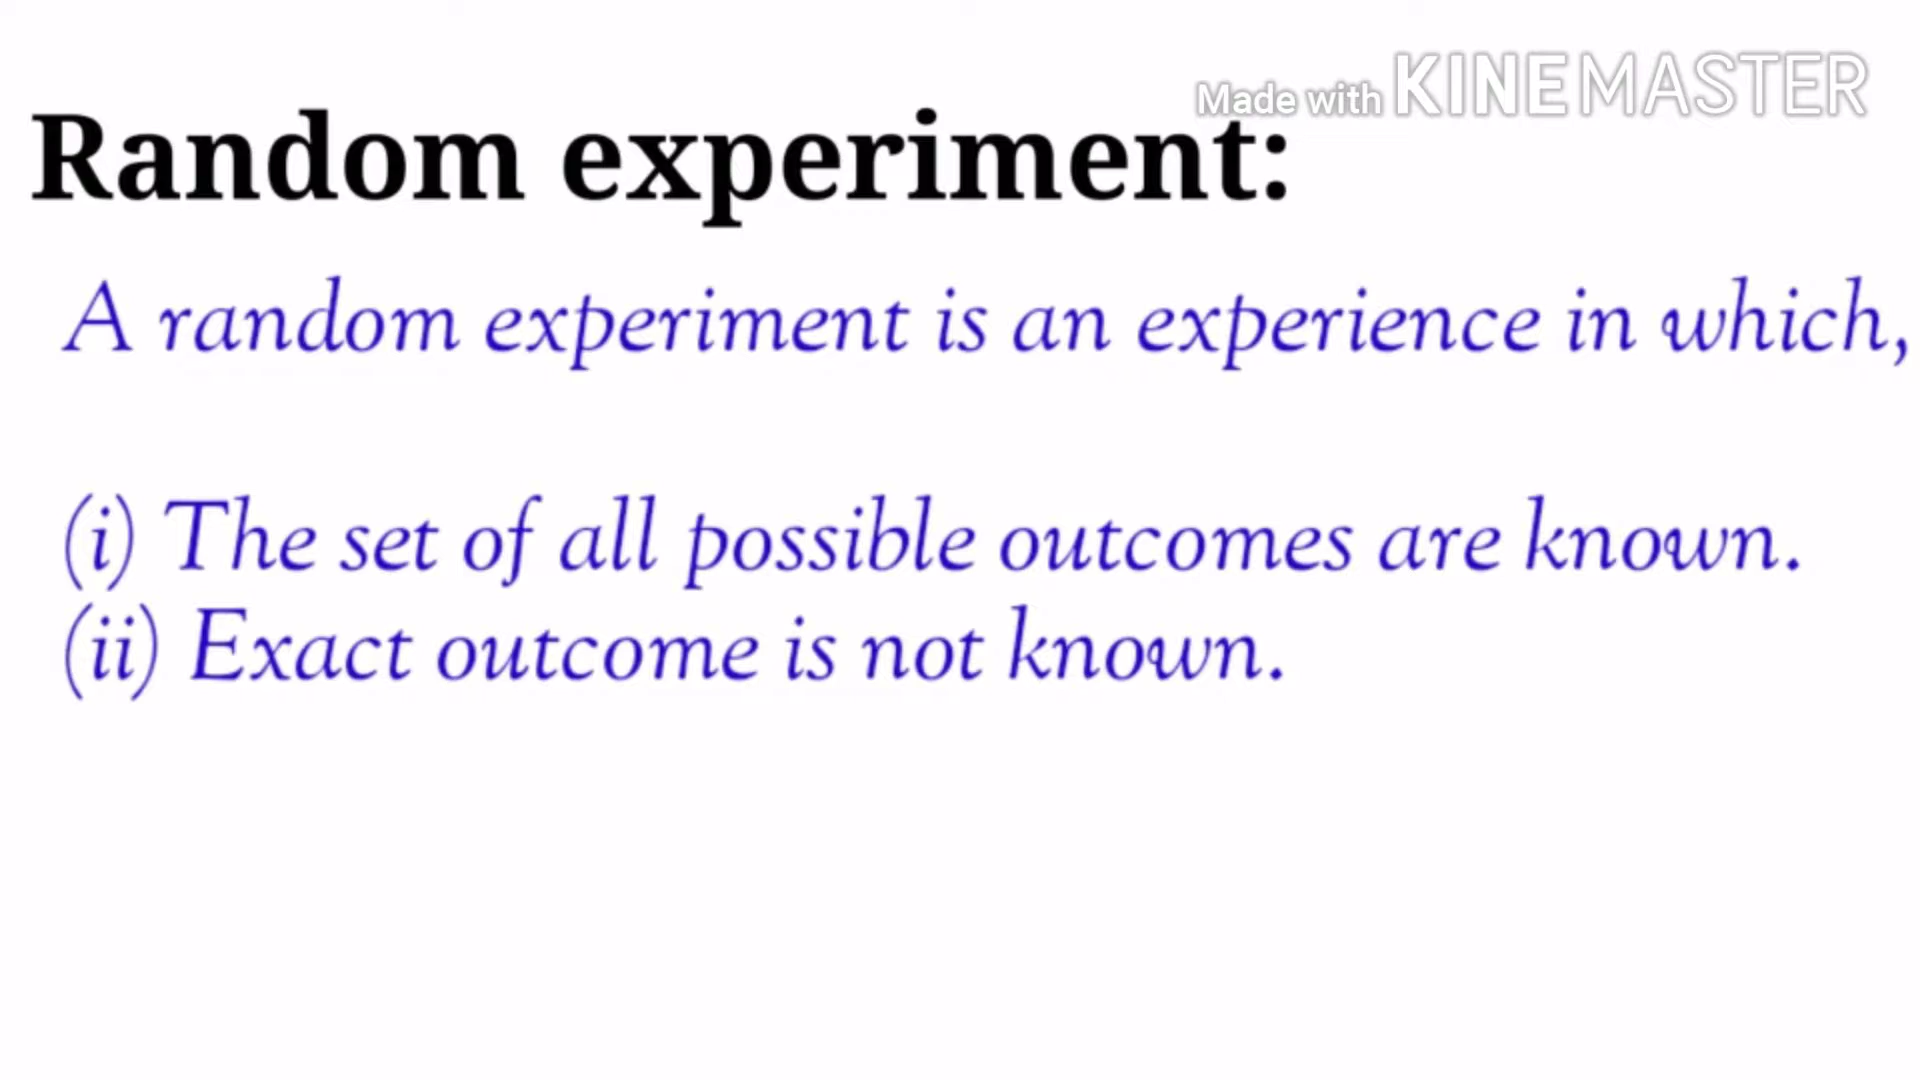 Made with KINEMASTER
Random experiment:
A random experiment is an experience in which,
(i) The set of all possible outcomes are known.
(ii) Exact outcome is not known.